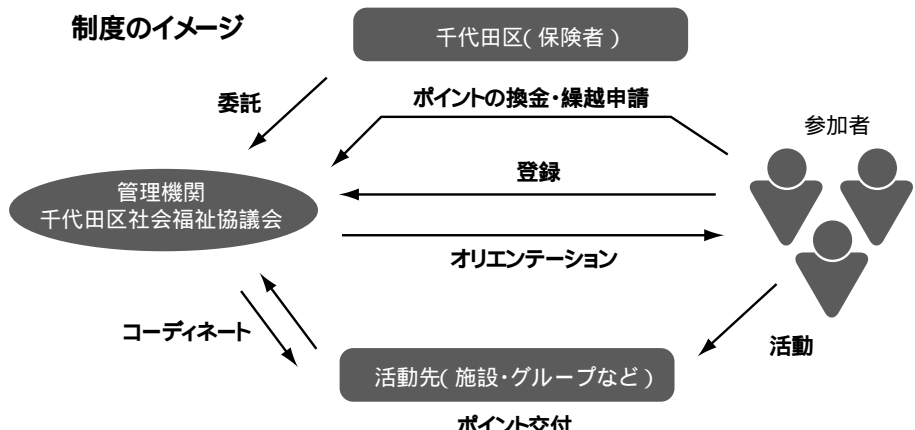 制度のイメージ
千代田区(保険者)
委託
ポイントの換金・繰越申請
参加者
登録
管理機関
千代田区社会福祉協議会
オリエンテーション
コーディネート
活動
活動先(施設・グループなど)
ポイント交付